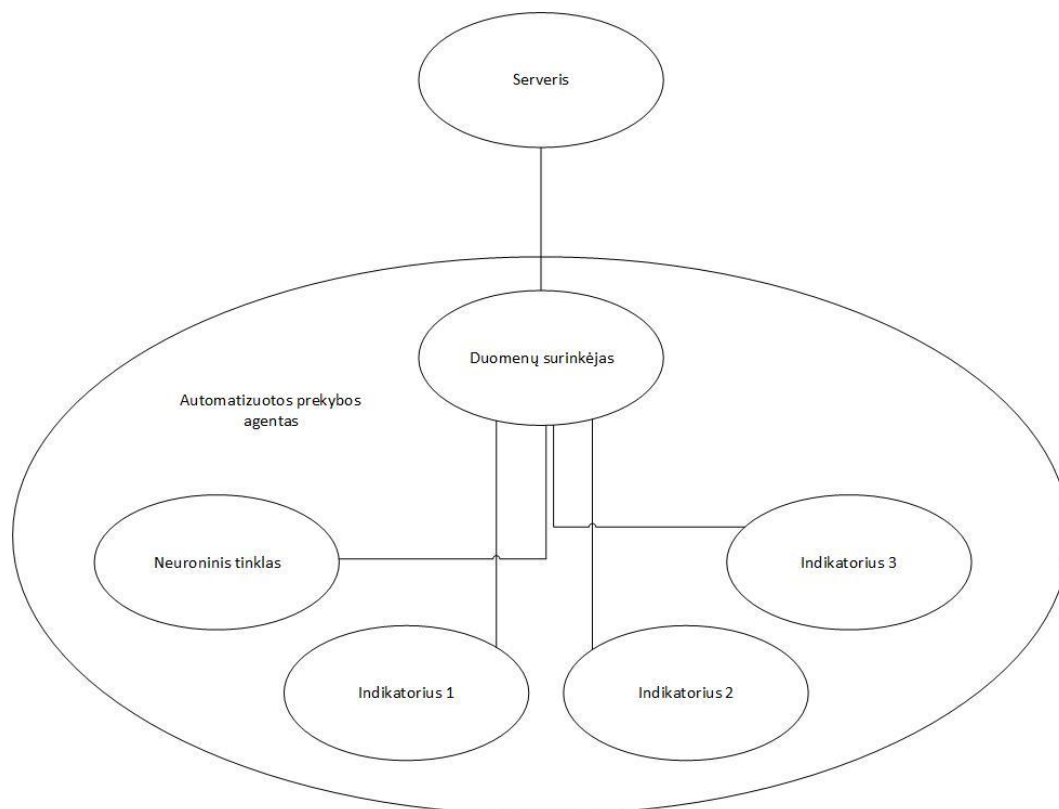 Serveris
Duomenų surinkėjas
Automatizuotos prekybos
agentas
Neuroninis tinklas
Indikatorius 3
Indikatorius 1
Indikatorius 2